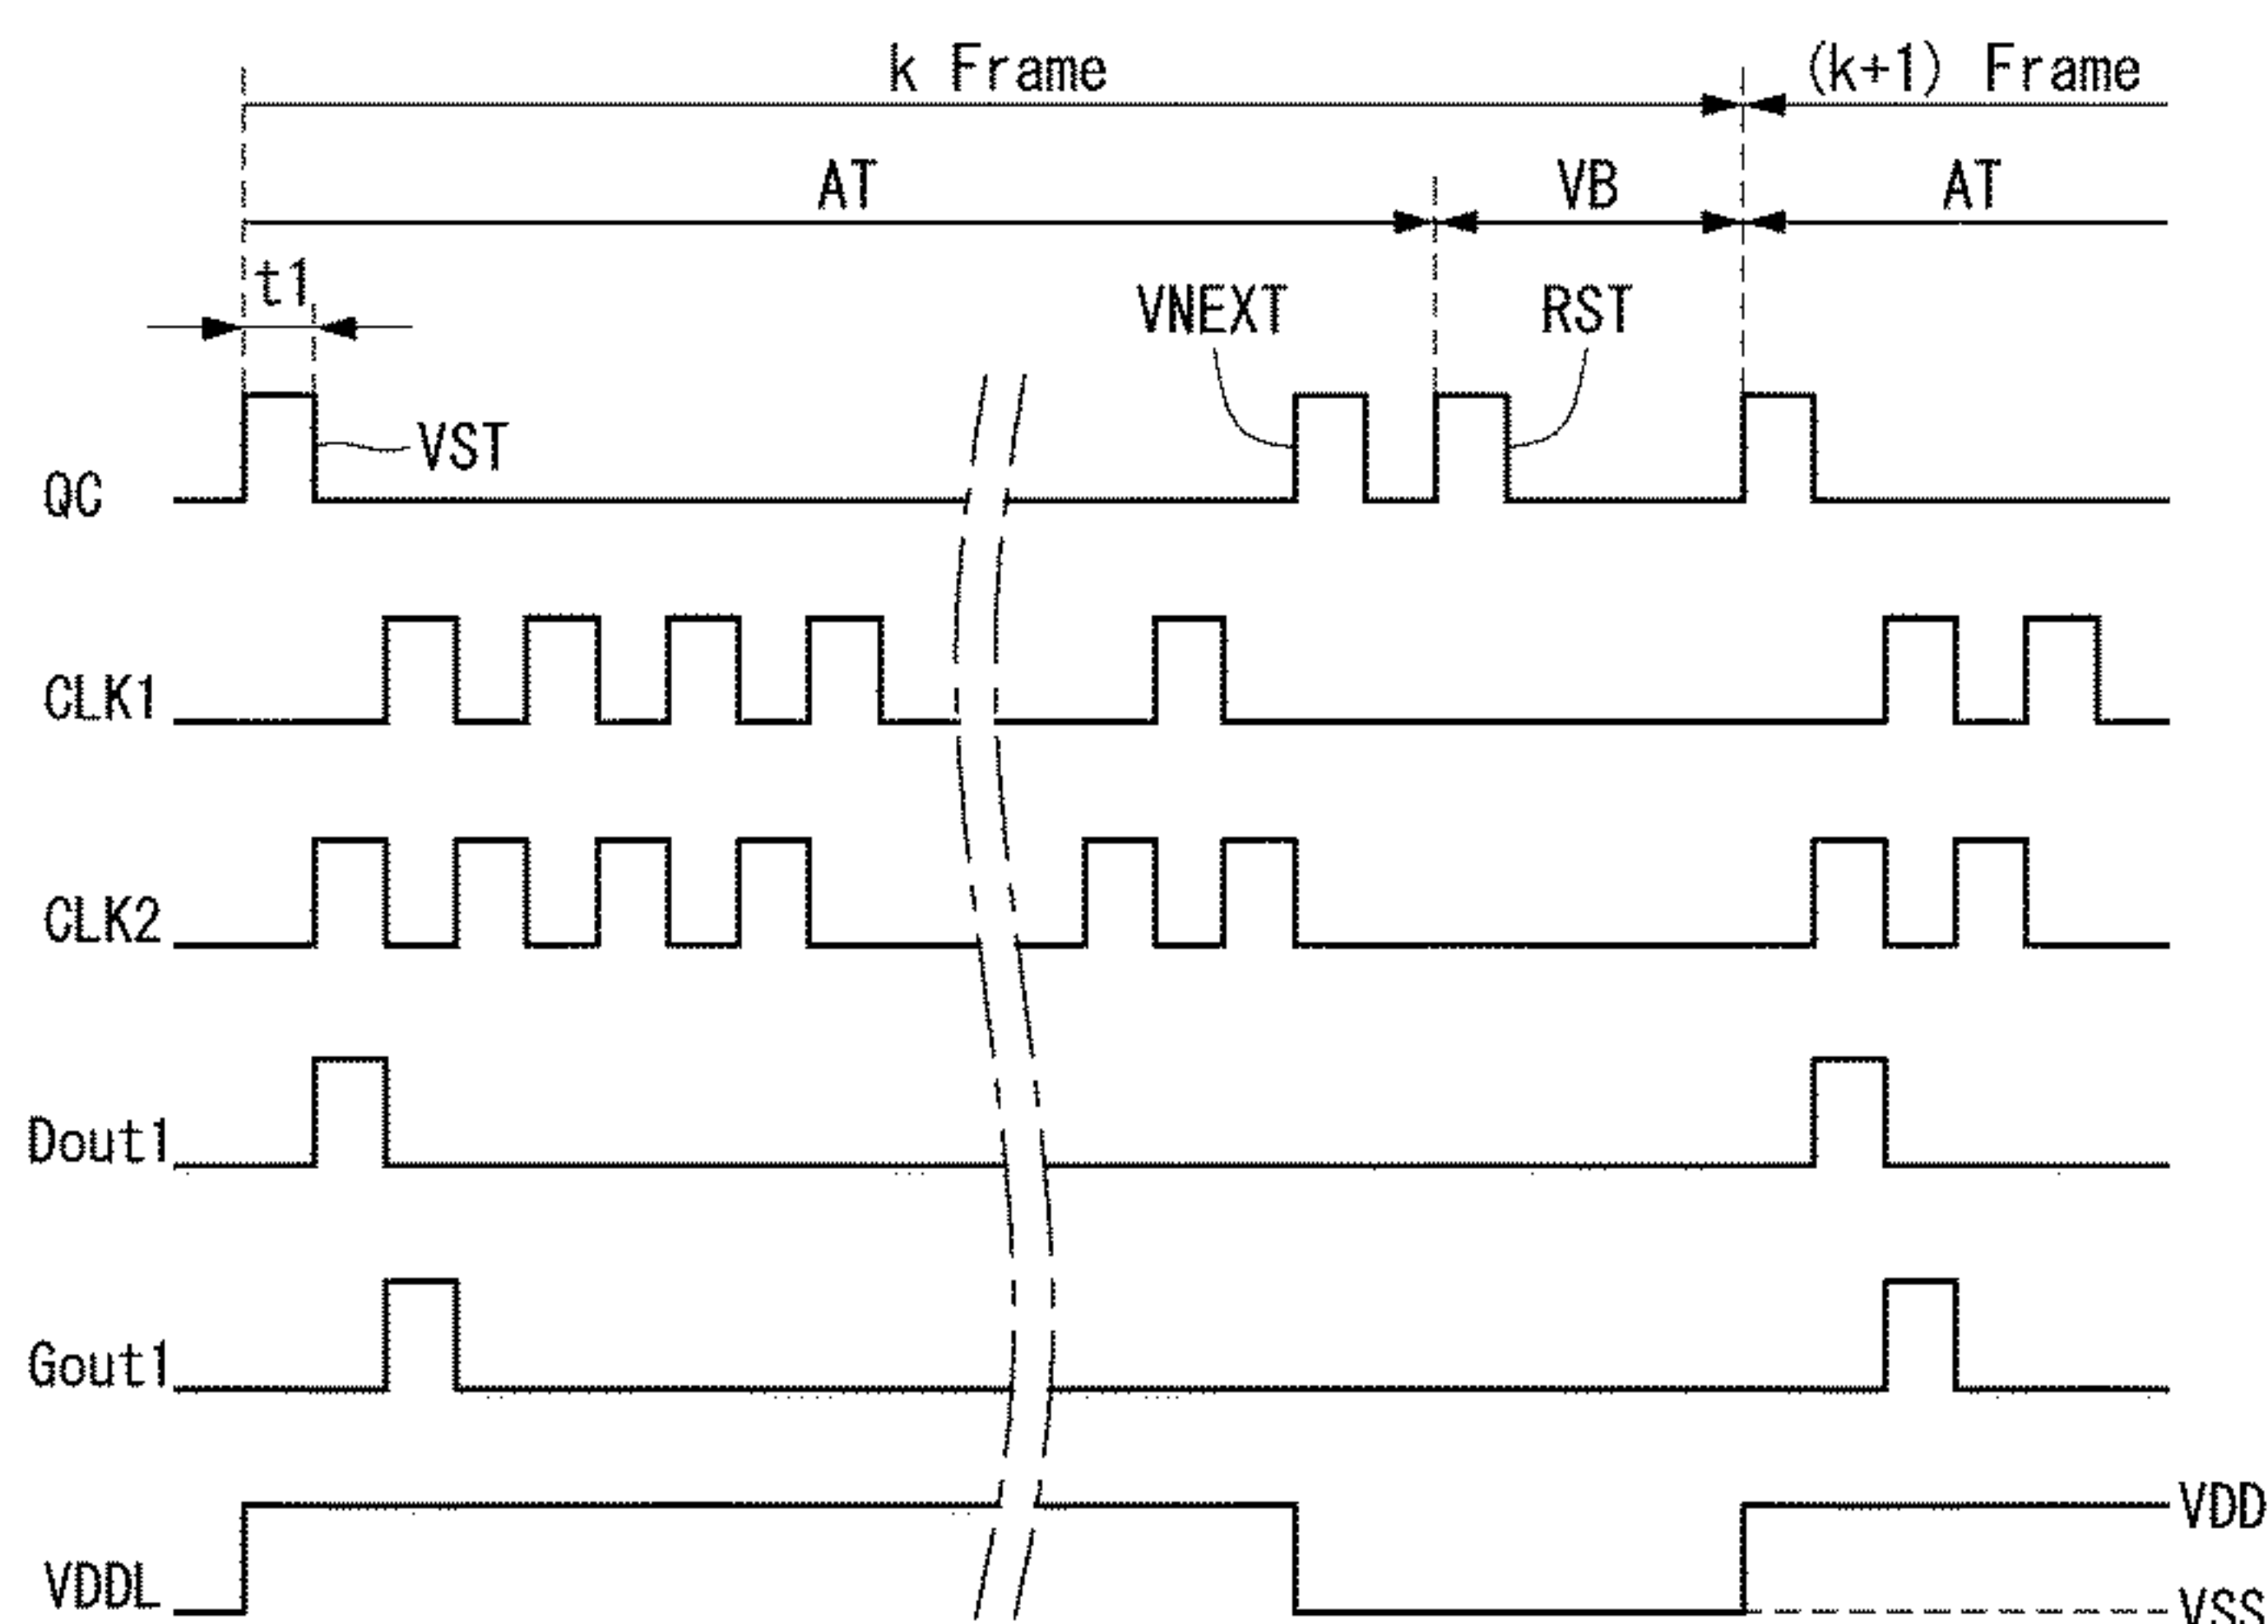 k Frame (k+1) Frame
AT VB AT
t1
VNEXT RST
VST
QC
CLK1
CLK2
Dout1
Gout1
VDD
VDDL
VSS